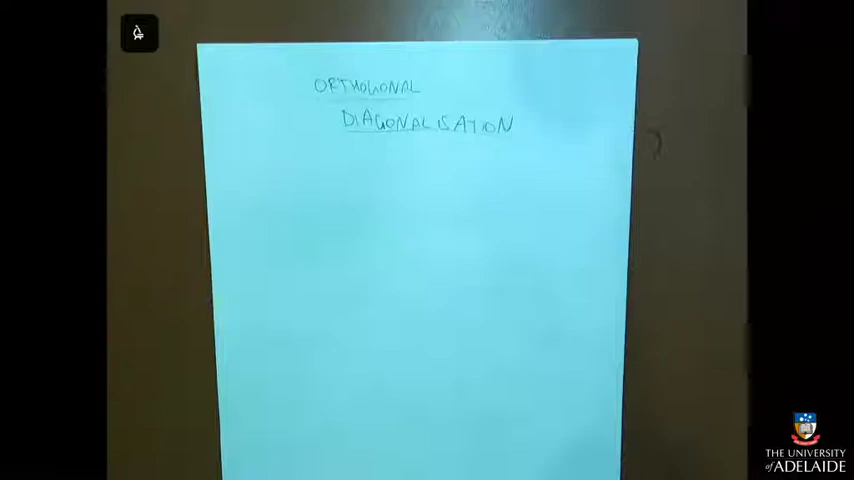 ORTHOGONAL
DIAGONALISATION
THE UNIVERSITY
of ADELAIDE